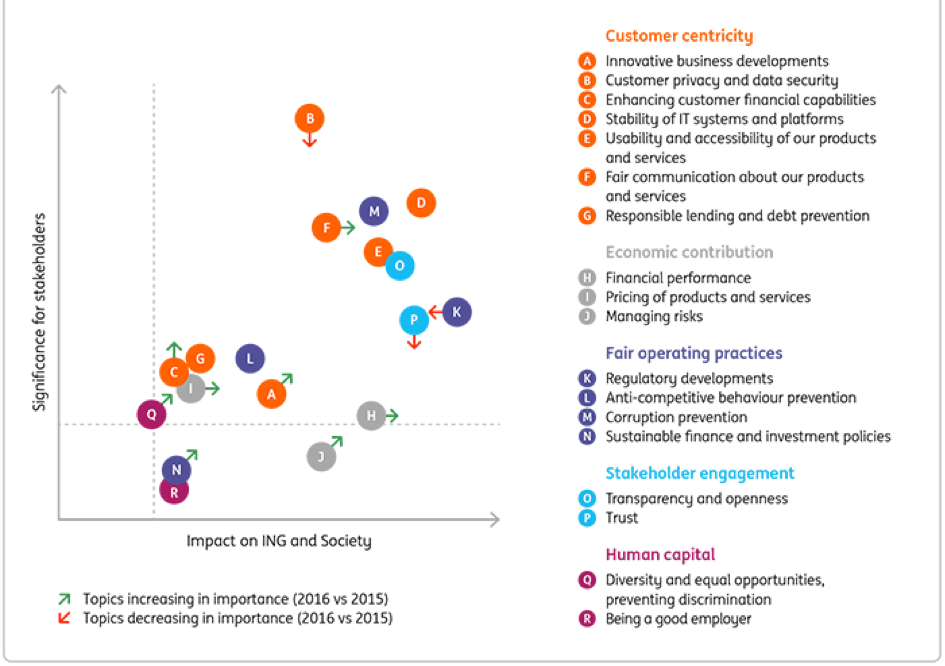 Significance for stakeholders
B
D
M
F
E
O
K
P
G
L
C
I
A
Q
H
J
N
R
Impact on ING and Society
Topics increasing in importance (2016 vs 2015)
Topics decreasing in importance (2016 vs 2015)
Customer centricity
A Innovative business developments
B Customer privacy and data security
C Enhancing customer financial capabilities
D Stability of IT systems and platforms
E Usability and accessibility of our products
and services
F Fair communication about our products
and services
G Responsible lending and debt prevention
Economic contribution
H Financial performance
I Pricing of products and services
J Managing risks
Fair operating practices
K Regulatory developments
L Anti-competitive behaviour prevention
M Corruption prevention
N Sustainable finance and investment policies
Stakeholder engagement
O Transparency and openness
P Trust
Human capital
Q Diversity and equal opportunities,
preventing discrimination
R Being a good employer